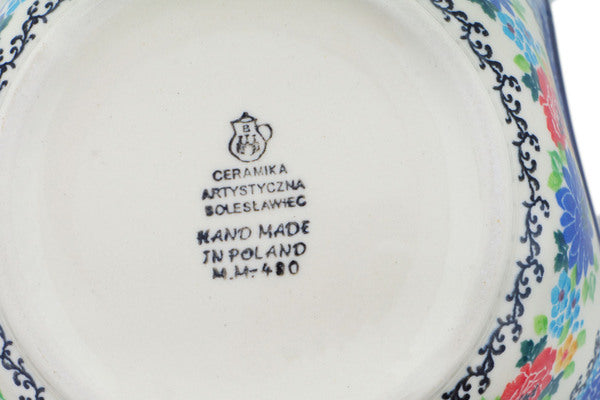 B
CERAMIKA
ARTYSTYCZNA
BOLESŁAWIEC
HAND MADE
IN POLAND
M.M-480